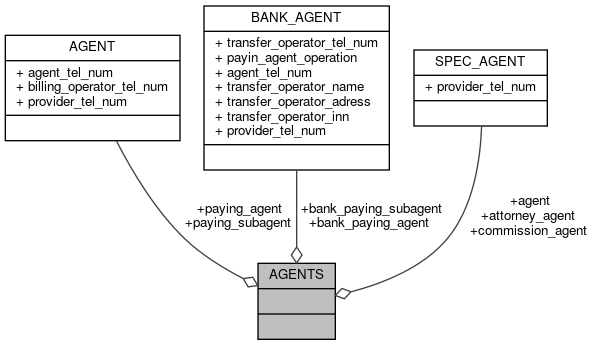 AGENT
+ agent_tel_num
+ billing_operator_tel_num
+ provider_tel_num
BANK_AGENT
+ transfer_operator_tel_num
+ payin_agent_operation
+ agent_tel_num
+ transfer_operator_name
+ transfer_operator_adress
+ transfer_operator_inn
+ provider_tel_num
SPEC_AGENT
+ provider_tel_num
+paying_agent
+paying_subagent
+bank_paying_subagent
+bank_paying_agent
+agent
+attorney_agent
+commission_agent
AGENTS